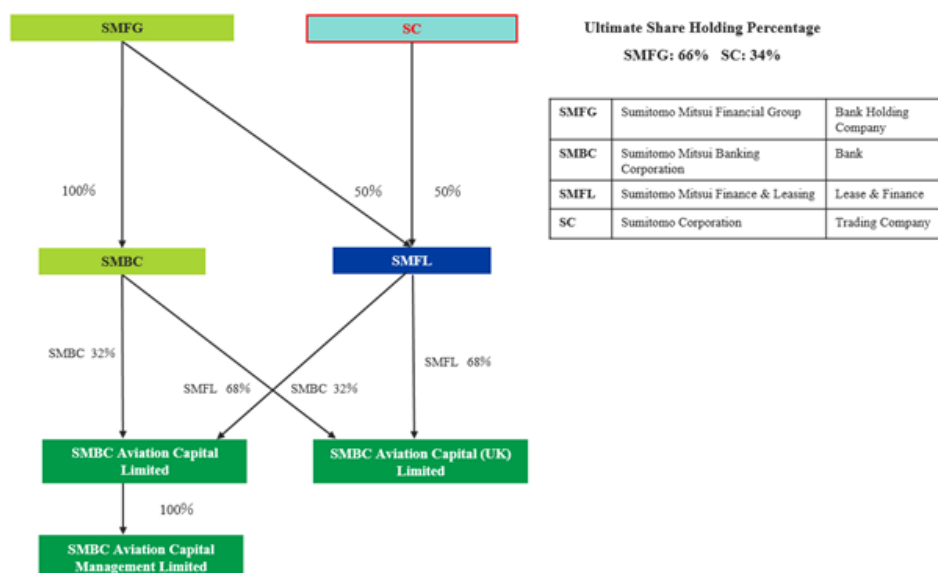 SMFG
SC
Ultimate Share Holding Percentage
SMFG: 66% SC: 34%
SMFG Sumitomo Mitsui Financial Group Bank Holding
Company
SMBC Sumitomo Mitsui Banking Bank
Corporation
SMFL Sumitomo Mitsui Finance & Leasing Lease & Finance
SC Sumitomo Corporation Trading Company
100%
50%
50%
SMBC
SMFL
SMBC 32%
SMFL 68%
SMFL 68%
SMBC 32%
SMBC Aviation Capital
Limited
SMBC Aviation Capital (UK)
Limited
100%
SMBC Aviation Capital
Management Limited